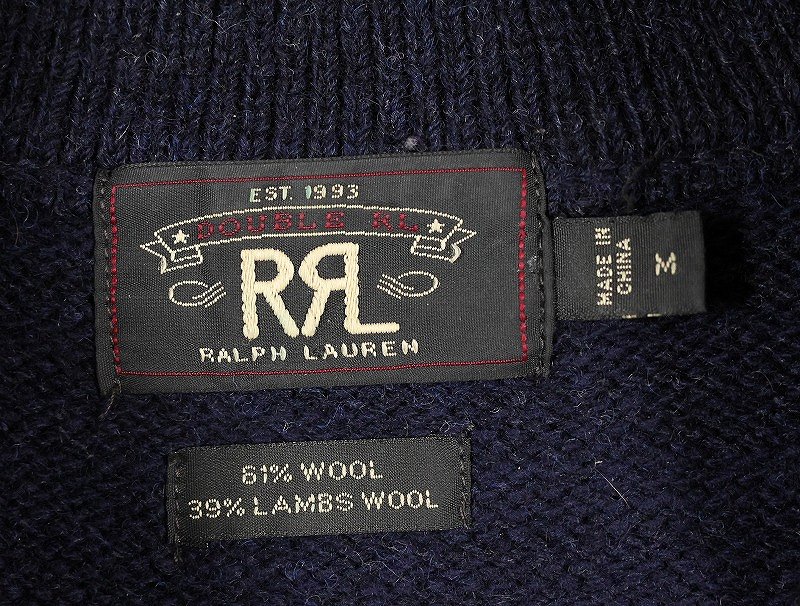 EST. 1993
DOUBLE RL
RRL
RALPH LAUREN
MADE IN
CHINA
M
61% WOOL
39% LAMBS WOOL